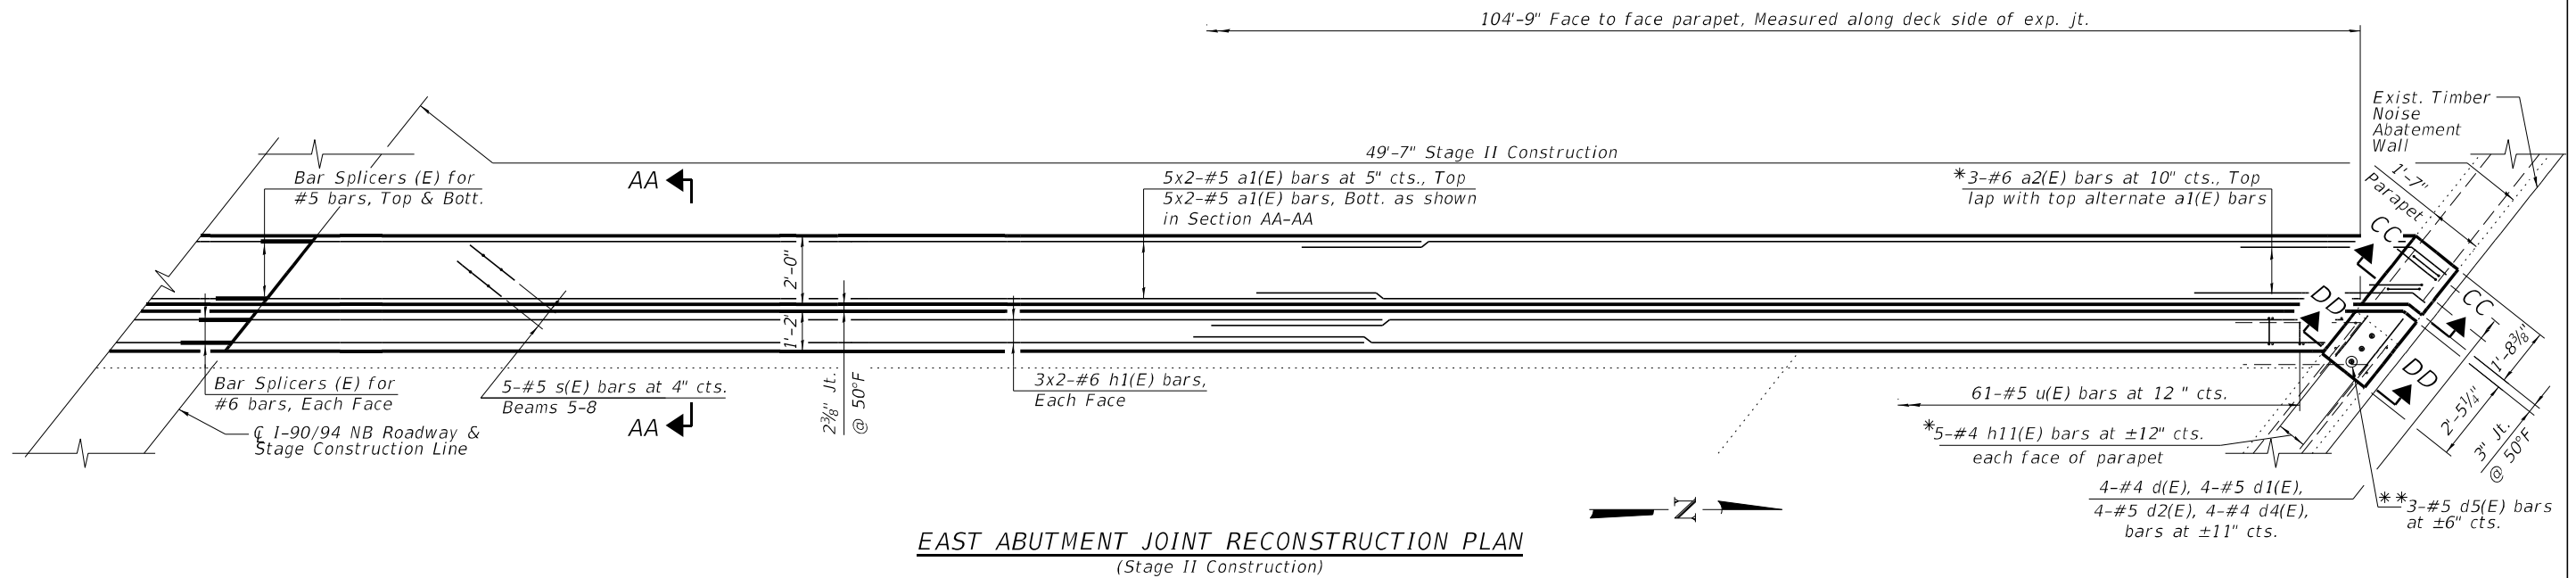 104'-9" Face to face parapet, Measured along deck side of exp. jt.
Exist. Timber
Noise
Abatement
Wall
49'-7" Stage II Construction
1'-7"
Parapet
Bar Splicers (E) for
#5 bars, Top & Bott.
AA
5x2-#5 a1(E) bars at 5" cts., Top
5x2-#5 a1(E) bars, Bott. as shown
in Section AA-AA
*3-#6 a2(E) bars at 10" cts., Top
lap with top alternate a1(E) bars
CC
2'-0"
DD
CC
1'-2"
1'-8⅜"
Bar Splicers (E) for
#6 bars, Each Face
5-#5 s(E) bars at 4" cts.
Beams 5-8
2⅜" Jt.
@ 50°F
3x2-#6 h1(E) bars,
Each Face
61-#5 u(E) bars at 12 " cts.
DD
2'-5¼"
3" Jt.
@ 50°F
℄ I-90/94 NB Roadway &
Stage Construction Line
AA
*5-#4 h11(E) bars at ±12" cts.
each face of parapet
4-#4 d(E), 4-#5 d1(E),
4-#5 d2(E), 4-#4 d4(E),
bars at ±11" cts.
**3-#5 d5(E) bars
at ±6" cts.
N
EAST ABUTMENT JOINT RECONSTRUCTION PLAN
(Stage II Construction)